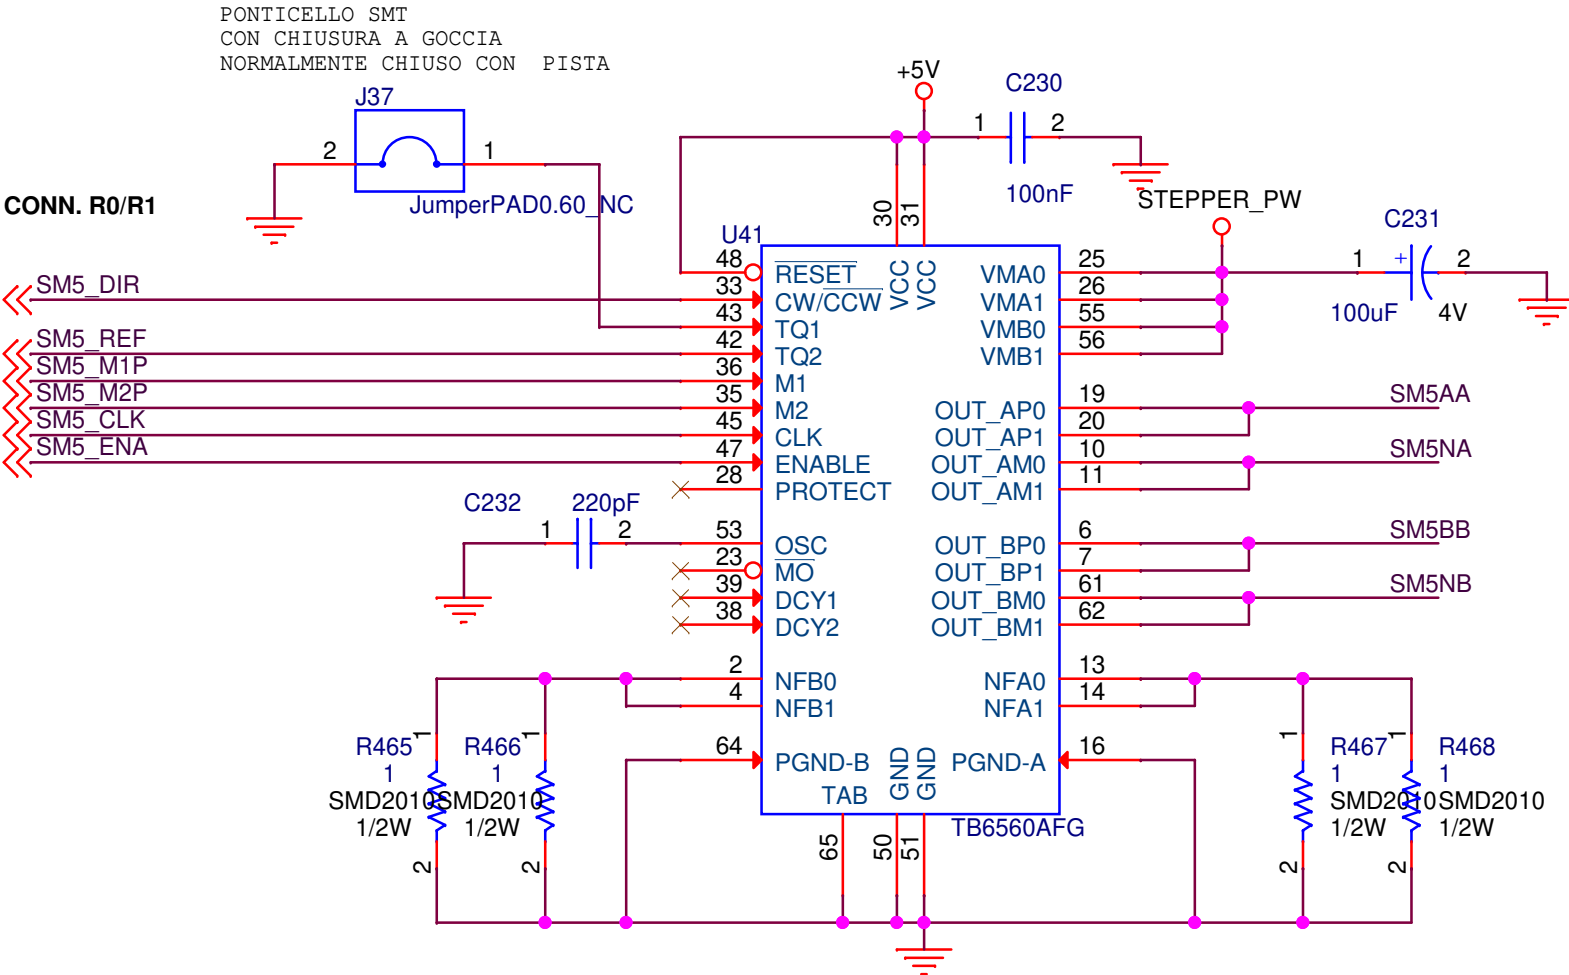 PONTICELLO SMT
CON CHIUSURA A GOCCIA
NORMALMENTE CHIUSO CON PISTA
J37
2
1
JumperPAD0.60_NC
CONN. R0/R1
+5V
C230
1
2
100nF
STEPPER_PW
C231
1
+
2
100uF
4V
U41
30
31
VCC
VCC
SM5_DIR
SM5_REF
SM5_M1P
SM5_M2P
SM5_CLK
SM5_ENA
48 RESET
33 CW/CCW
43 TQ1
42 TQ2
36 M1
35 M2
45 CLK
47 ENABLE
28 PROTECT
C232
220pF
1
2
53 OSC
23 MO
39 DCY1
38 DCY2
2 NFB0
4 NFB1
64 PGND-B
TAB
GND
GND
65
50
51
VMA0 25
VMA1 26
VMB0 55
VMB1 56
OUT_AP0 19 SM5AA
OUT_AP1 20
OUT_AM0 10 SM5NA
OUT_AM1 11
OUT_BP0 6 SM5BB
OUT_BP1 7
OUT_BM0 61 SM5NB
OUT_BM1 62
NFA0 13
NFA1 14
PGND-A 16
TB6560AFG
1
R465
1
SMD2010
1/2W
2
1
R466
1
SMD2010
1/2W
2
1
R467
1
SMD2010
1/2W
2
1
R468
1
SMD2010
1/2W
2